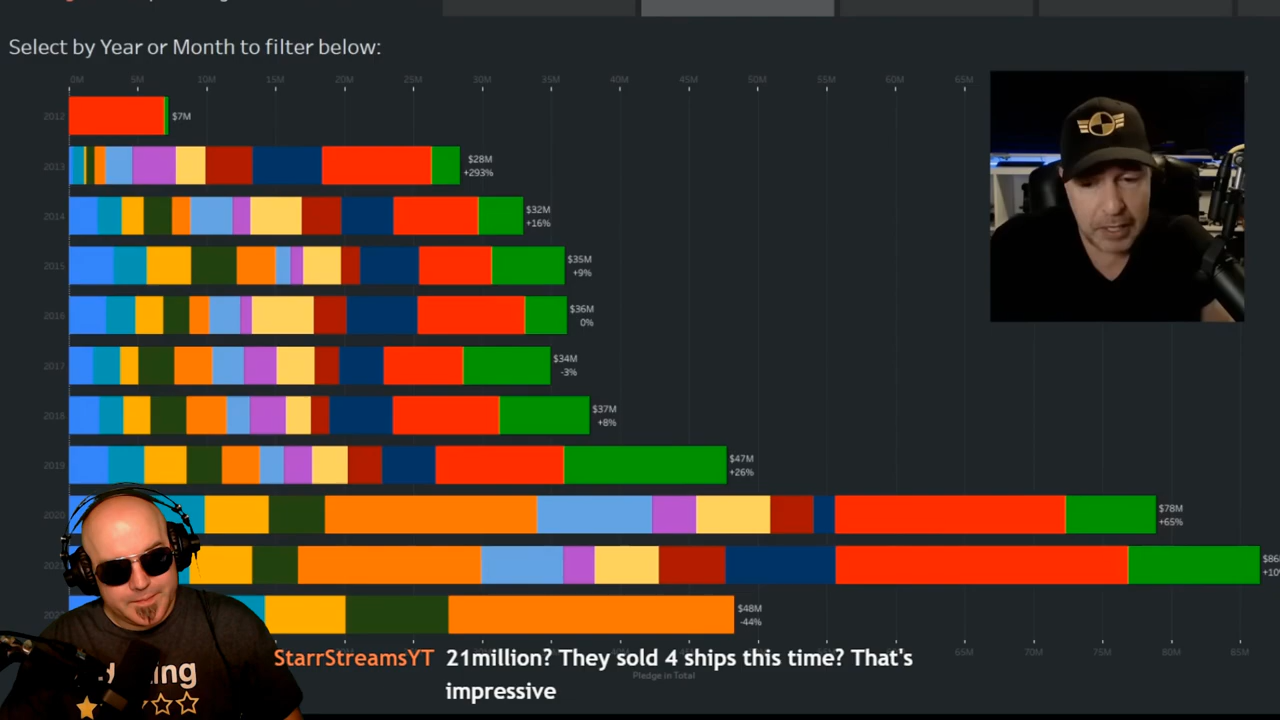 Select by Year or Month to filter below:
0M 5M 10M 15M 20M 25M 30M 35M 40M 45M 50M 55M 60M 65M
2012 $7M
2013 $28M
+293%
2014 $32M
+16%
2015 $35M
+9%
2016 $36M
0%
2017 $34M
-3%
2018 $37M
+8%
2019 $47M
+26%
2020 $78M
+65%
+10%
$48M
-44%
65M 70M 75M 80M 85M
Pledge in Total
StarrStreamsYT 21million? They sold 4 ships this time? That's
impressive